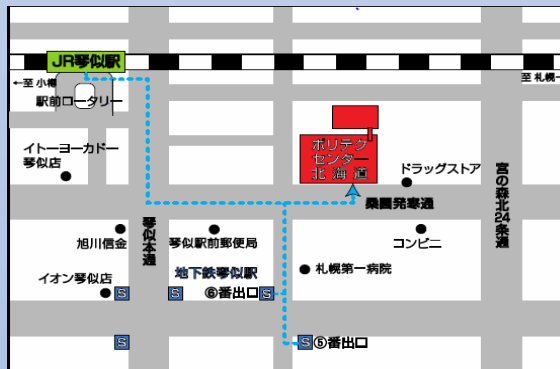 JR琴似駅
←至 小樽
至 札幌→
駅前ロータリー
イトーヨーカドー
琴似店
ポリテク
センター
北海道
ドラッグストア
桑園発寒通
宮の森北24条通
琴似本通
旭川信金
琴似駅前郵便局
コンビニ
地下鉄琴似駅
札幌第一病院
イオン琴似店
S
S
⑥番出口
S
S
S
⑤番出口